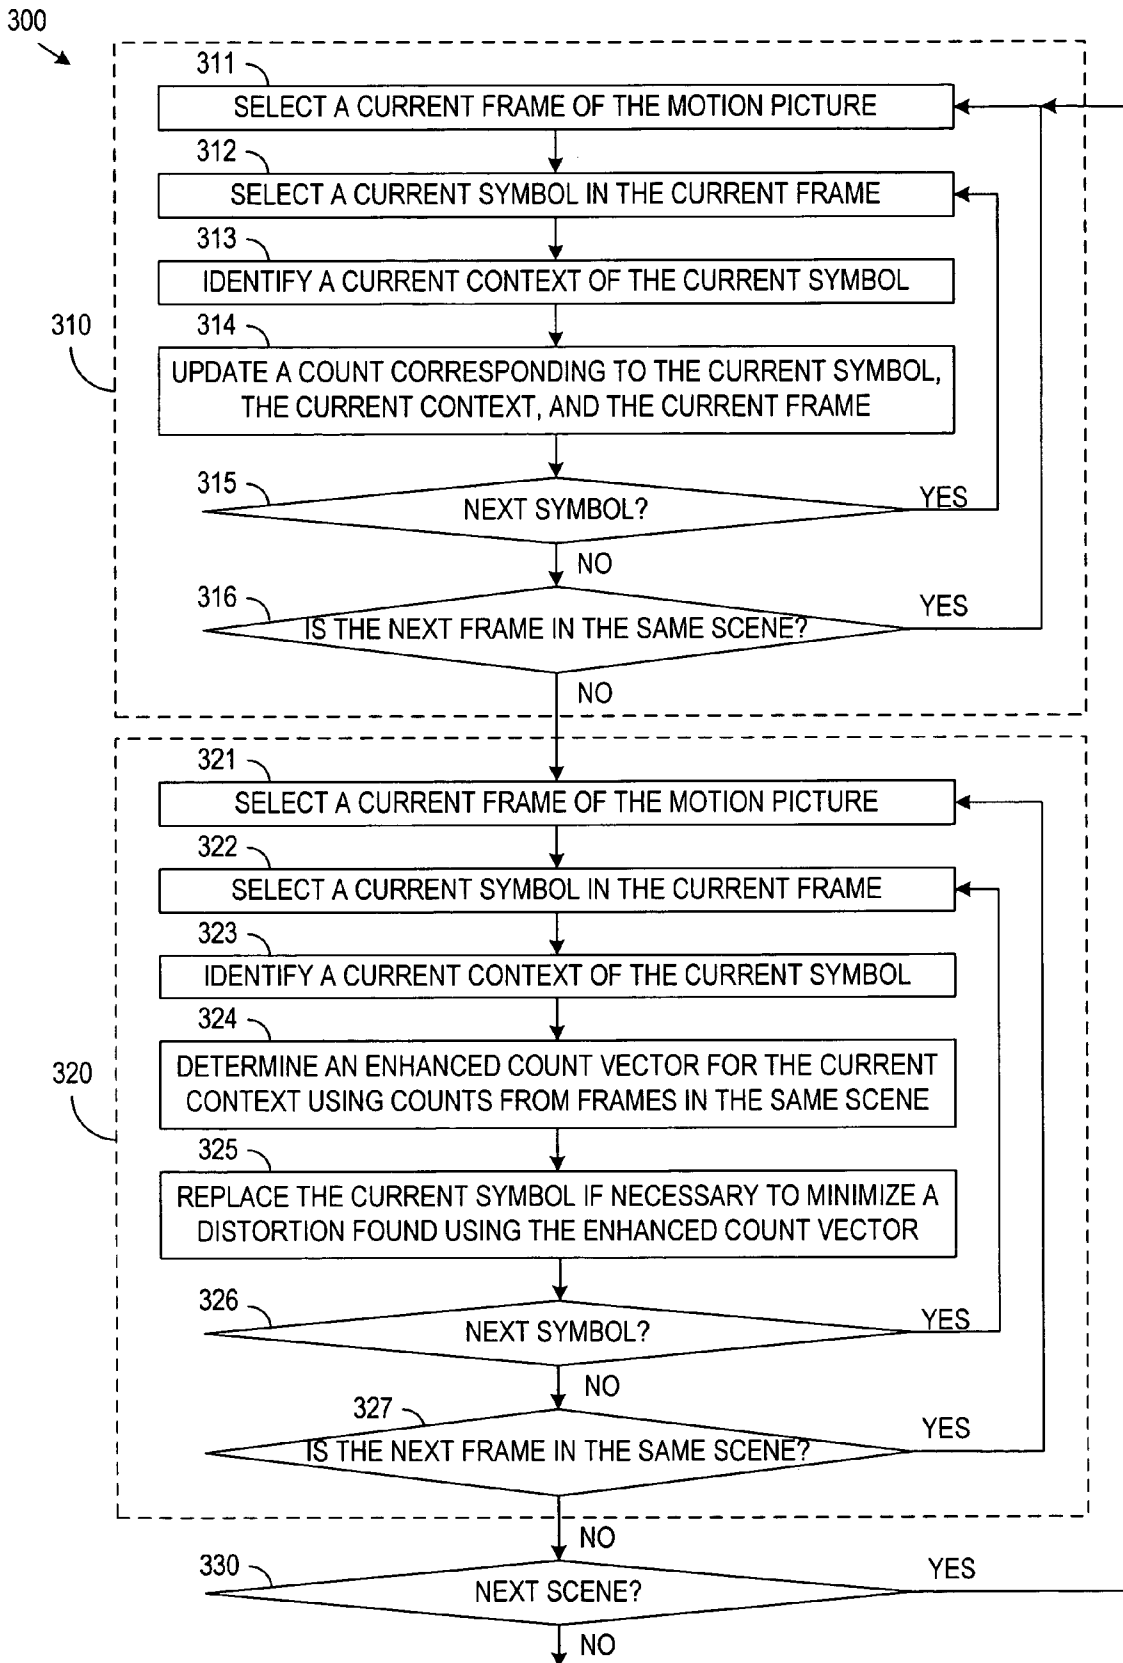 300
311
SELECT A CURRENT FRAME OF THE MOTION PICTURE
312
SELECT A CURRENT SYMBOL IN THE CURRENT FRAME
313
IDENTIFY A CURRENT CONTEXT OF THE CURRENT SYMBOL
310
314
UPDATE A COUNT CORRESPONDING TO THE CURRENT SYMBOL,
THE CURRENT CONTEXT, AND THE CURRENT FRAME
315
NEXT SYMBOL?
YES
NO
316
IS THE NEXT FRAME IN THE SAME SCENE?
YES
NO
321
SELECT A CURRENT FRAME OF THE MOTION PICTURE
322
SELECT A CURRENT SYMBOL IN THE CURRENT FRAME
323
IDENTIFY A CURRENT CONTEXT OF THE CURRENT SYMBOL
324
320
DETERMINE AN ENHANCED COUNT VECTOR FOR THE CURRENT
CONTEXT USING COUNTS FROM FRAMES IN THE SAME SCENE
325
REPLACE THE CURRENT SYMBOL IF NECESSARY TO MINIMIZE A
DISTORTION FOUND USING THE ENHANCED COUNT VECTOR
326
NEXT SYMBOL?
YES
NO
327
IS THE NEXT FRAME IN THE SAME SCENE?
YES
NO
330
NEXT SCENE?
YES
NO